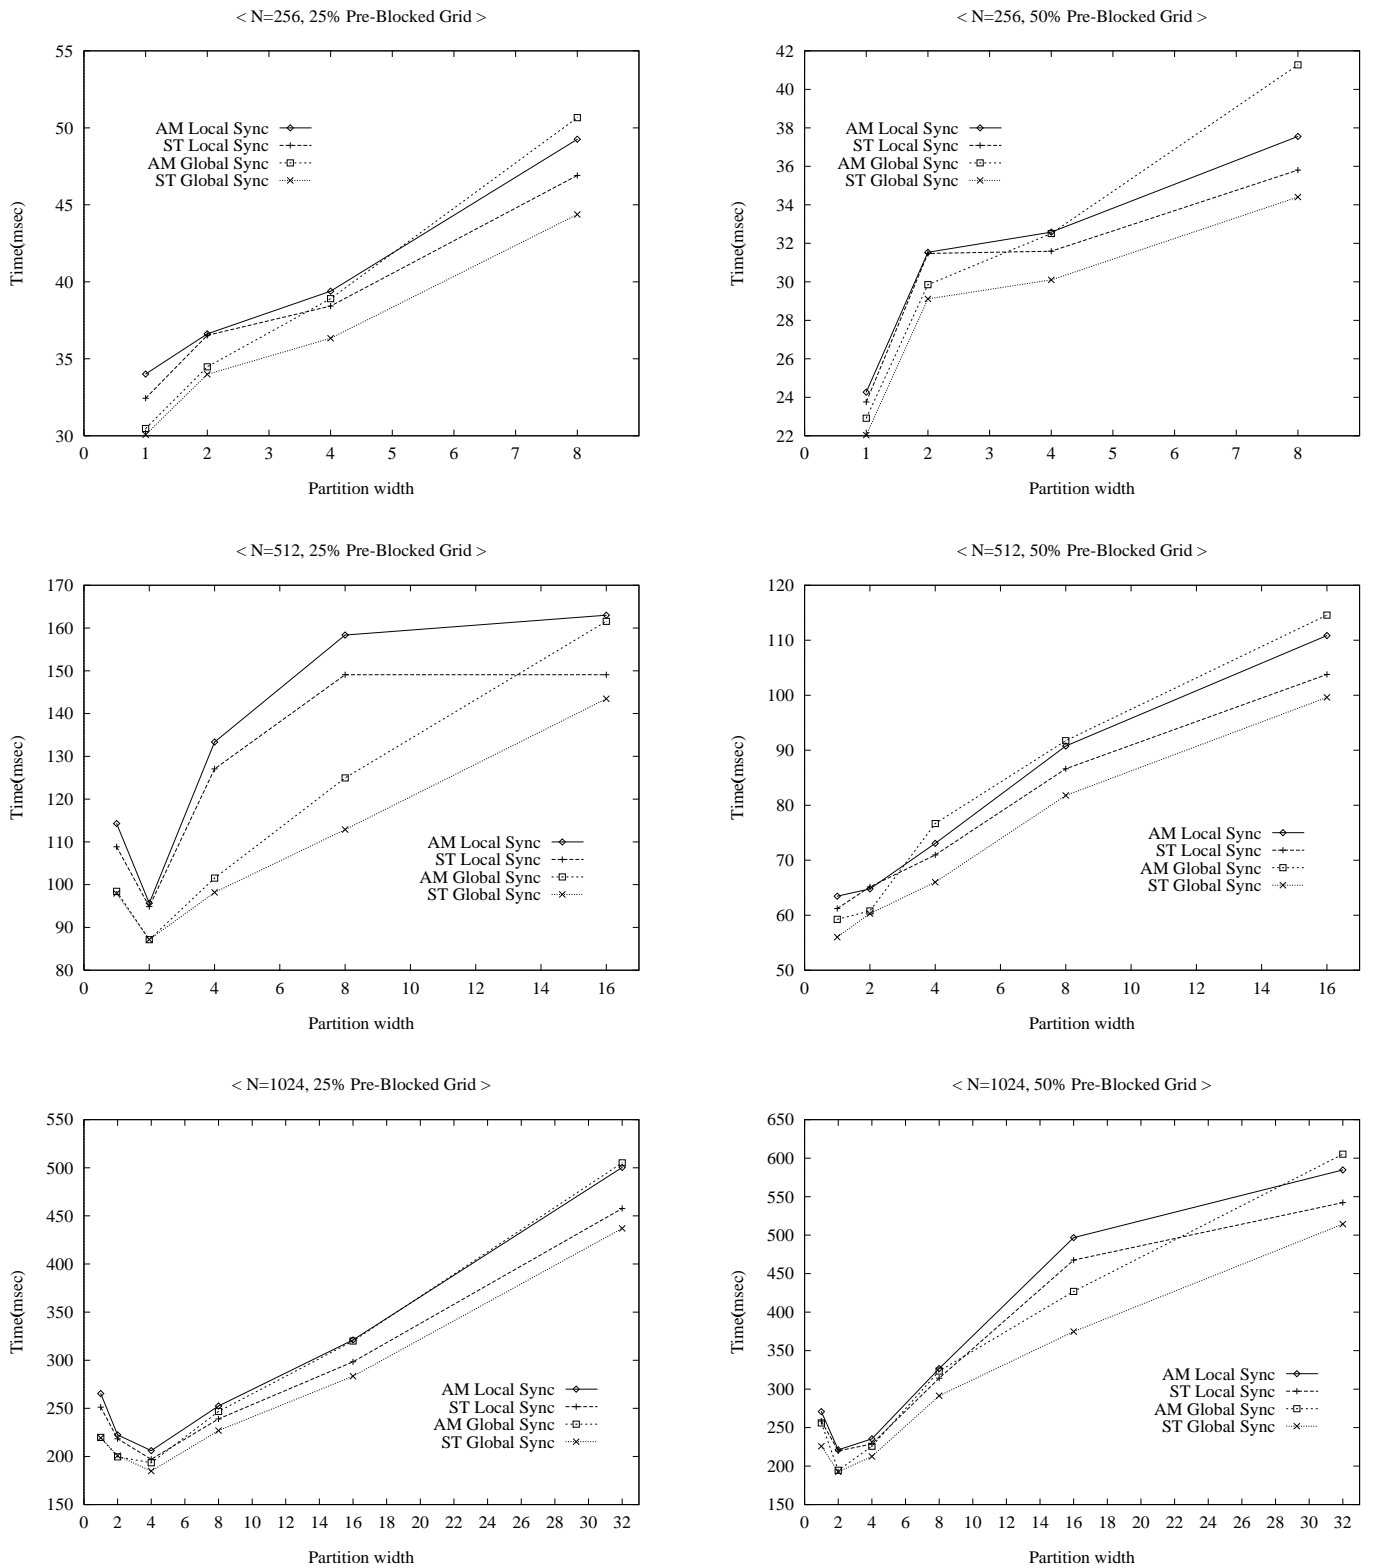 < N=256, 25% Pre-Blocked Grid >
55
50
45
40
35
30
Time(msec)
AM Local Sync
ST Local Sync
AM Global Sync
ST Global Sync
0 1 2 3 4 5 6 7 8
Partition width
< N=256, 50% Pre-Blocked Grid >
42
40
38
36
34
32
30
28
26
24
22
Time(msec)
AM Local Sync
ST Local Sync
AM Global Sync
ST Global Sync
0 1 2 3 4 5 6 7 8
Partition width
< N=512, 25% Pre-Blocked Grid >
170
160
150
140
130
120
110
100
90
80
Time(msec)
AM Local Sync
ST Local Sync
AM Global Sync
ST Global Sync
0 2 4 6 8 10 12 14 16
Partition width
< N=512, 50% Pre-Blocked Grid >
120
110
100
90
80
70
60
50
Time(msec)
AM Local Sync
ST Local Sync
AM Global Sync
ST Global Sync
0 2 4 6 8 10 12 14 16
Partition width
< N=1024, 25% Pre-Blocked Grid >
550
500
450
400
350
300
250
200
150
Time(msec)
AM Local Sync
ST Local Sync
AM Global Sync
ST Global Sync
0 2 4 6 8 10 12 14 16 18 20 22 24 26 28 30 32
Partition width
< N=1024, 50% Pre-Blocked Grid >
650
600
550
500
450
400
350
300
250
200
150
Time(msec)
AM Local Sync
ST Local Sync
AM Global Sync
ST Global Sync
0 2 4 6 8 10 12 14 16 18 20 22 24 26 28 30 32
Partition width